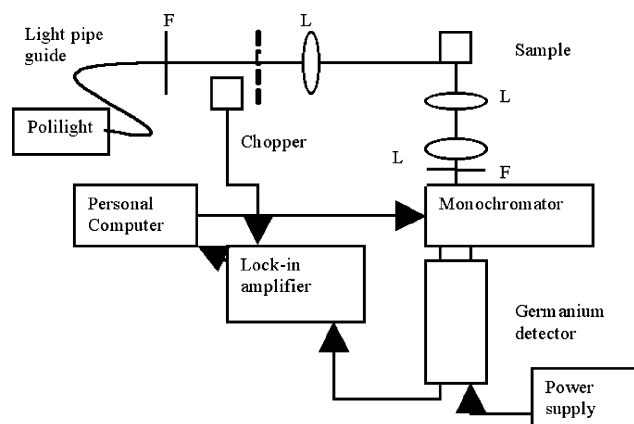 F
L
Light pipe
guide
Sample
Polilight
L
Chopper
L
F
Personal
Computer
Monochromator
Lock-in
amplifier
Germanium
detector
Power
supply